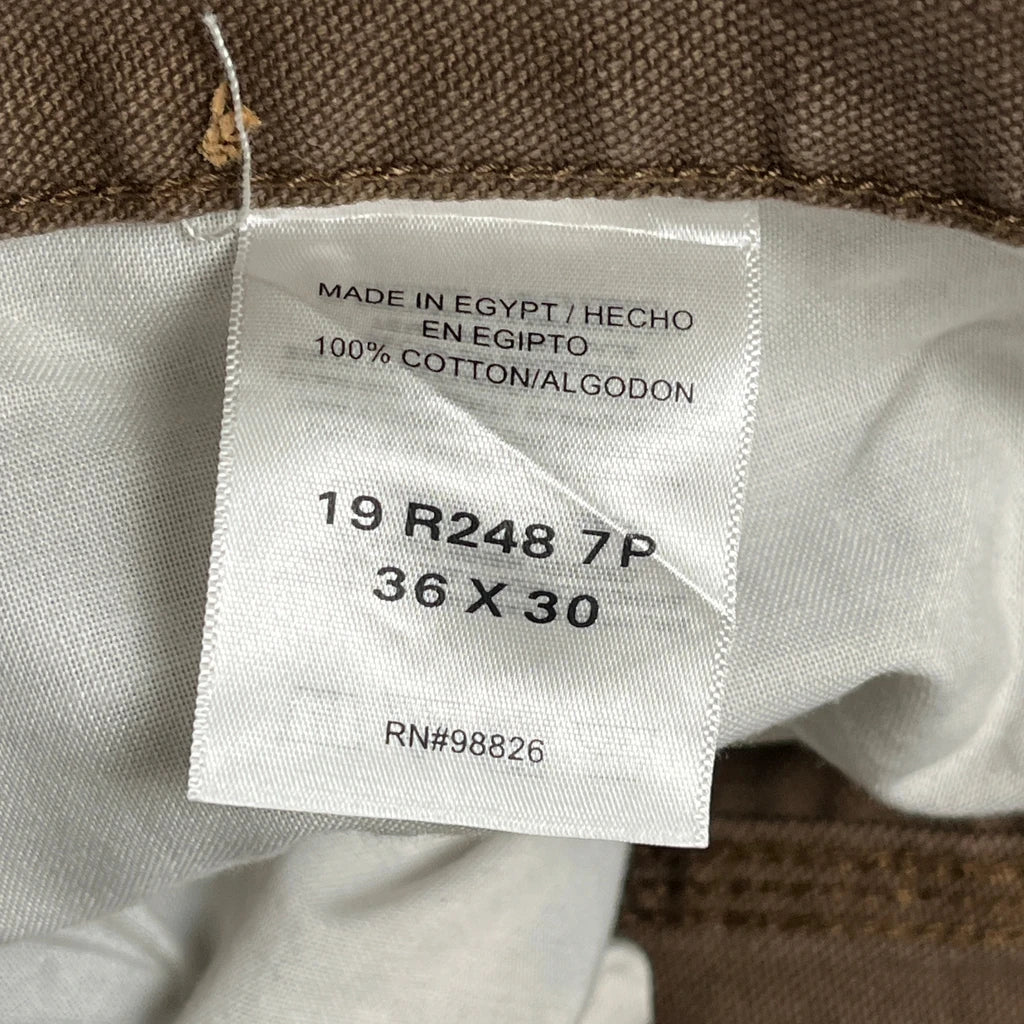 MADE IN EGYPT / HECHO
EN EGIPTO
100% COTTON/ALGODON
19 R248 7P
36 X 30
RN#98826